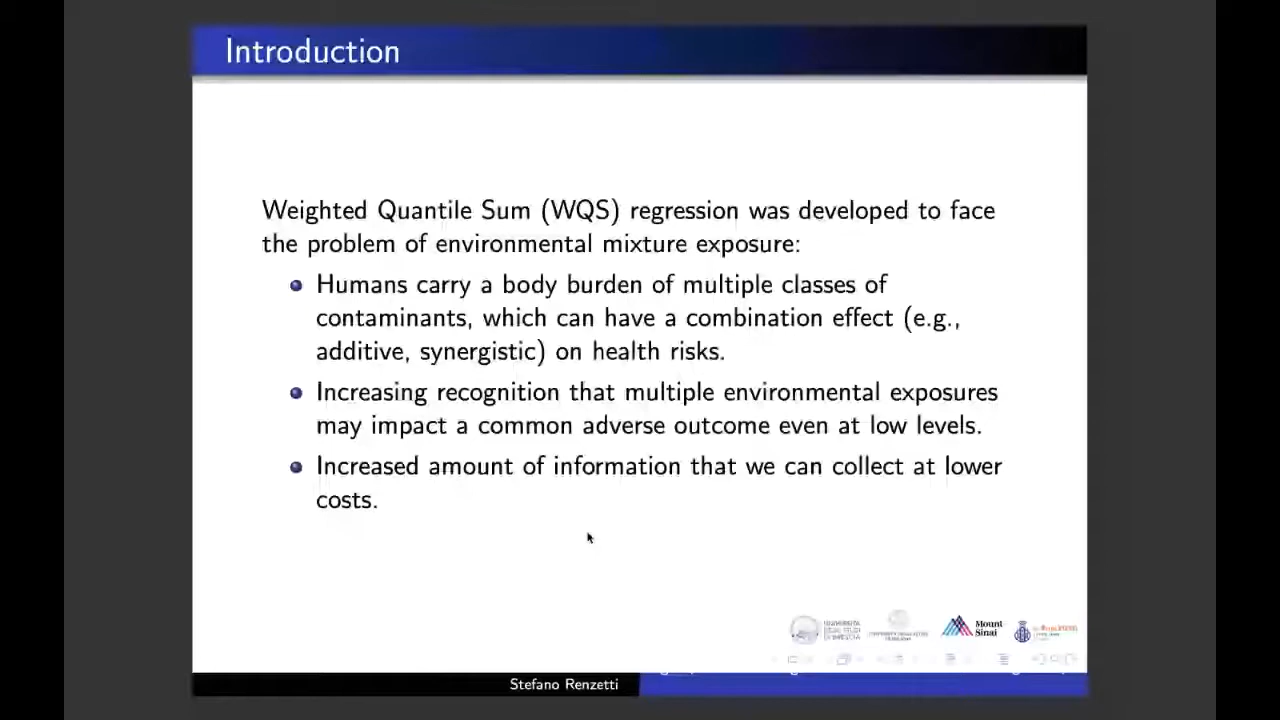 Introduction
Weighted Quantile Sum (WQS) regression was developed to face
the problem of environmental mixture exposure:
Humans carry a body burden of multiple classes of
contaminants, which can have a combination effect (e.g.,
additive, synergistic) on health risks.
Increasing recognition that multiple environmental exposures
may impact a common adverse outcome even at low levels.
Increased amount of information that we can collect at lower
costs.
Mount
Sinai
Stefano Renzetti